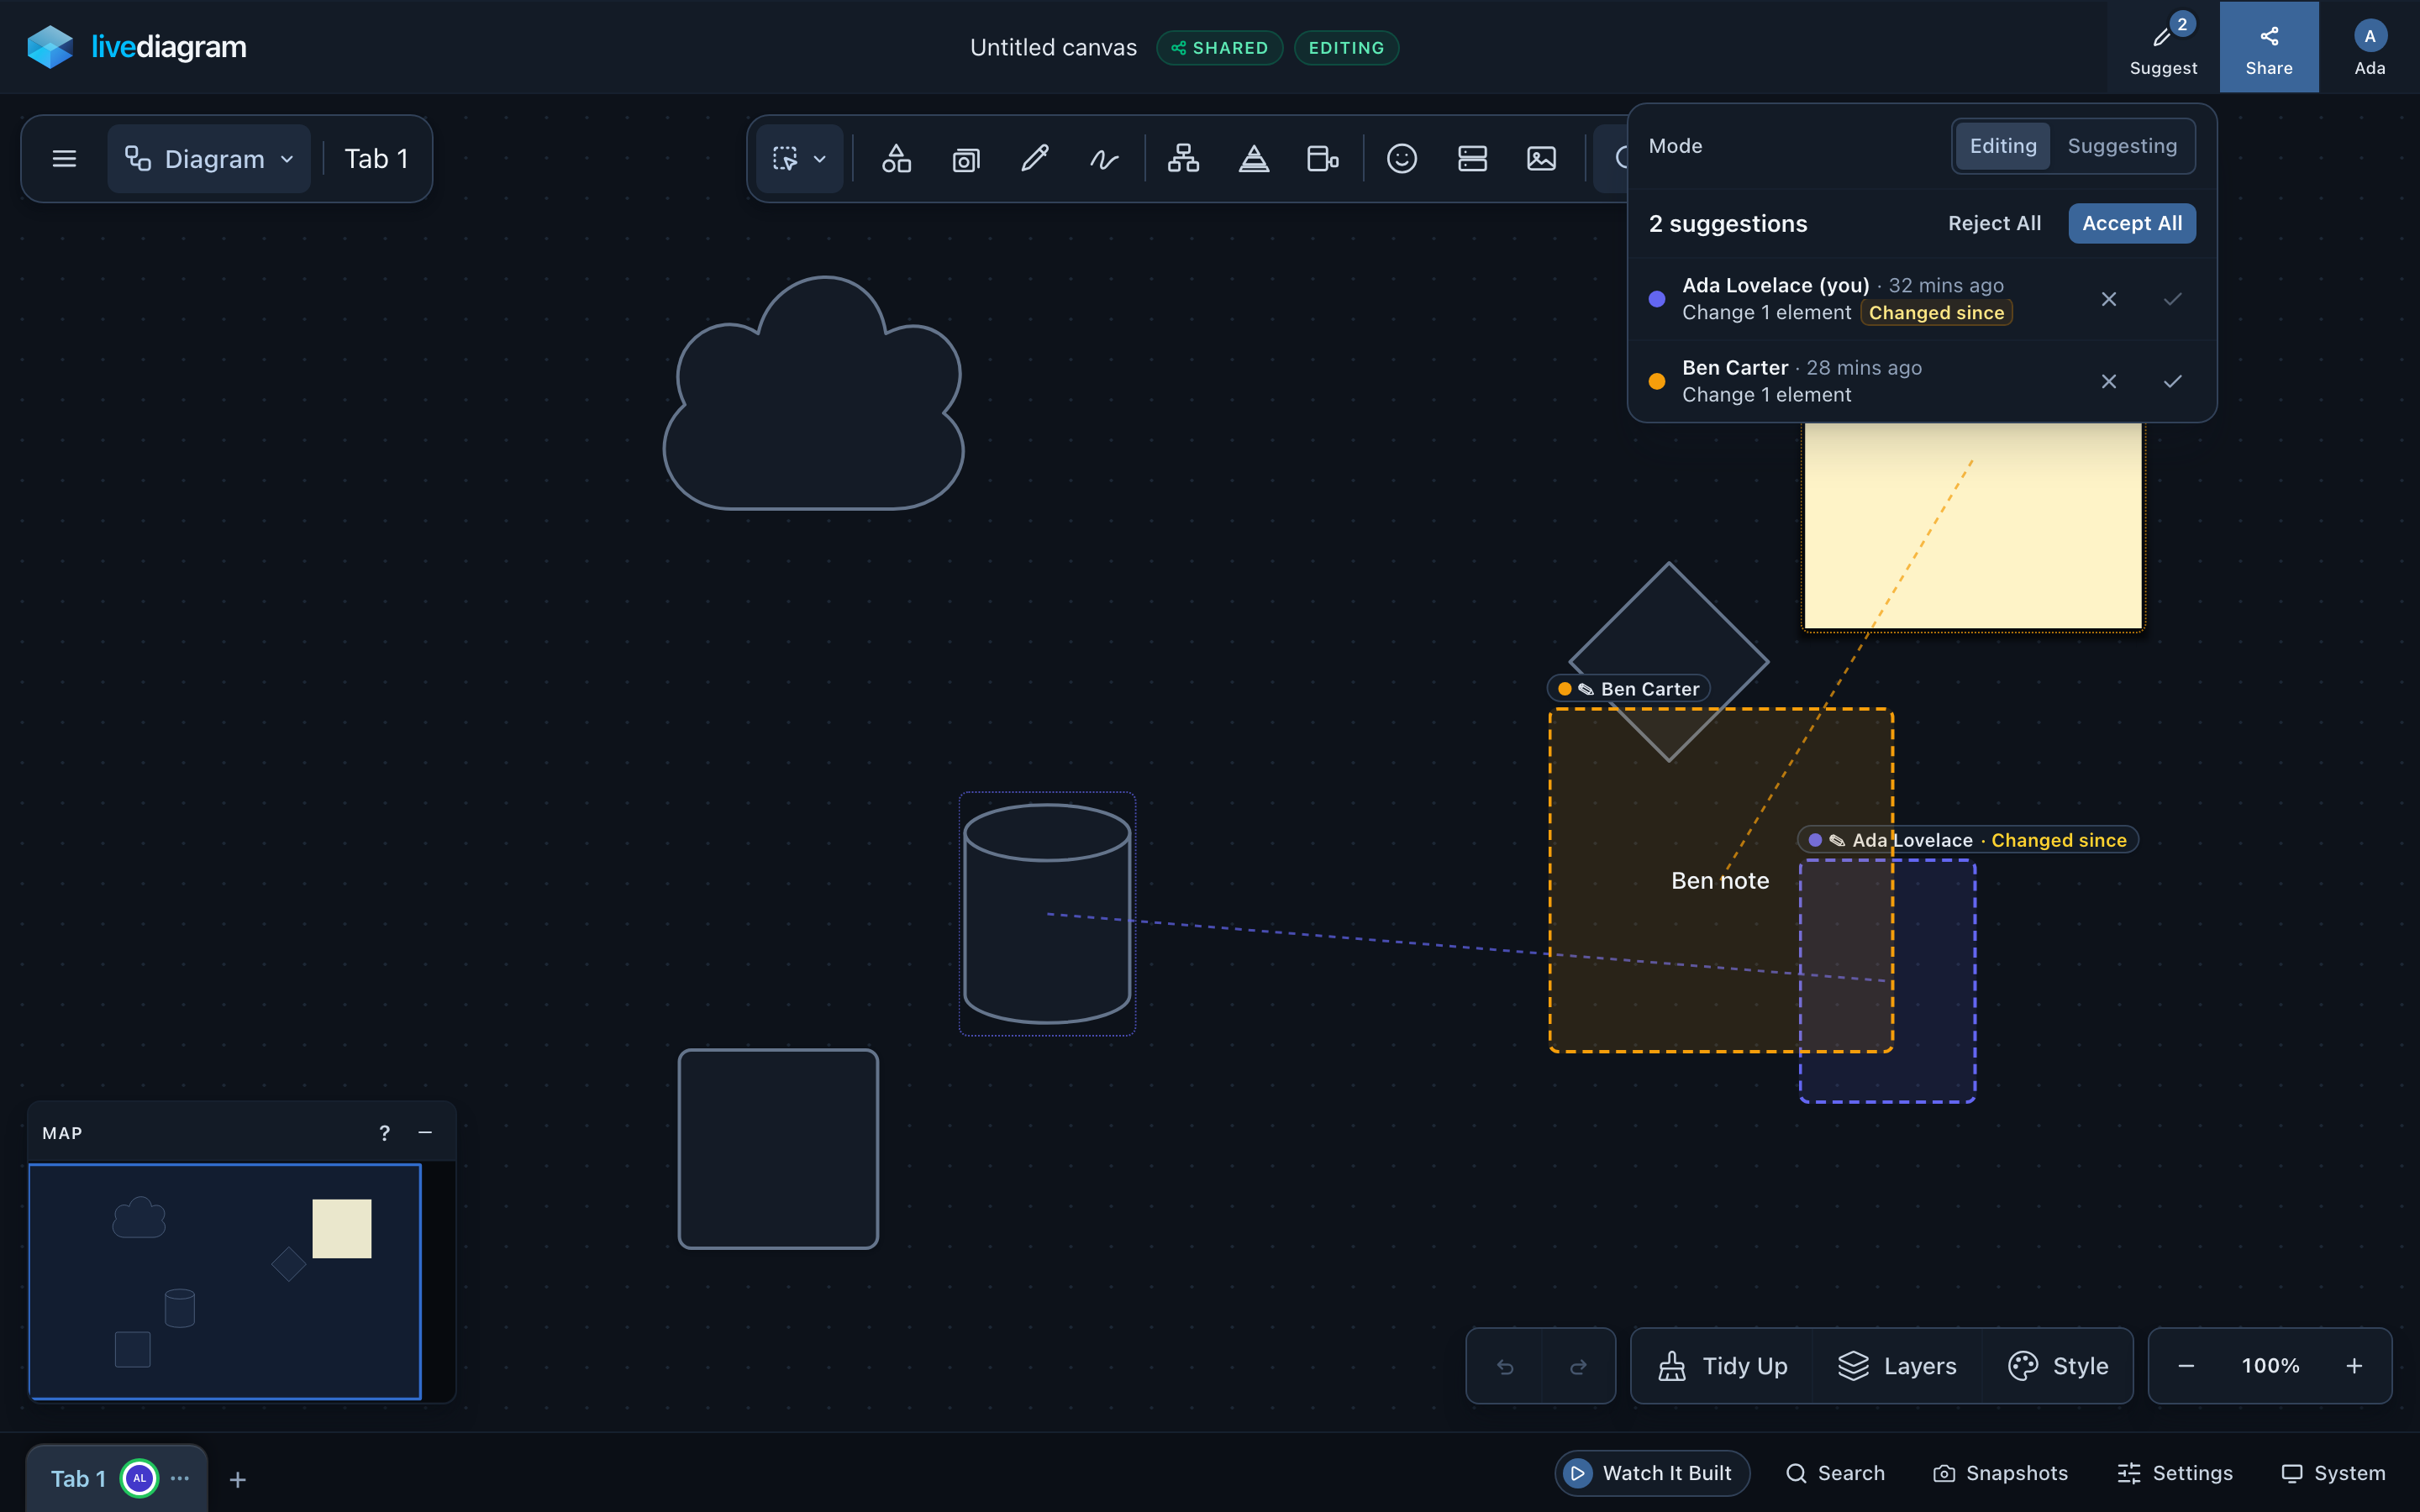 livediagram
Untitled canvas
SHARED
EDITING
2
Suggest
Share
A
Ada
Diagram
Tab 1
Mode
Editing
Suggesting
2 suggestions
Reject All
Accept All
Ada Lovelace (you) · 32 mins ago
Change 1 element
Changed since
Ben Carter · 28 mins ago
Change 1 element
Ben Carter
Ada Lovelace · Changed since
Ben note
MAP
?
Tidy Up
Layers
Style
100%
Tab 1
AL
Watch It Built
Search
Snapshots
Settings
System